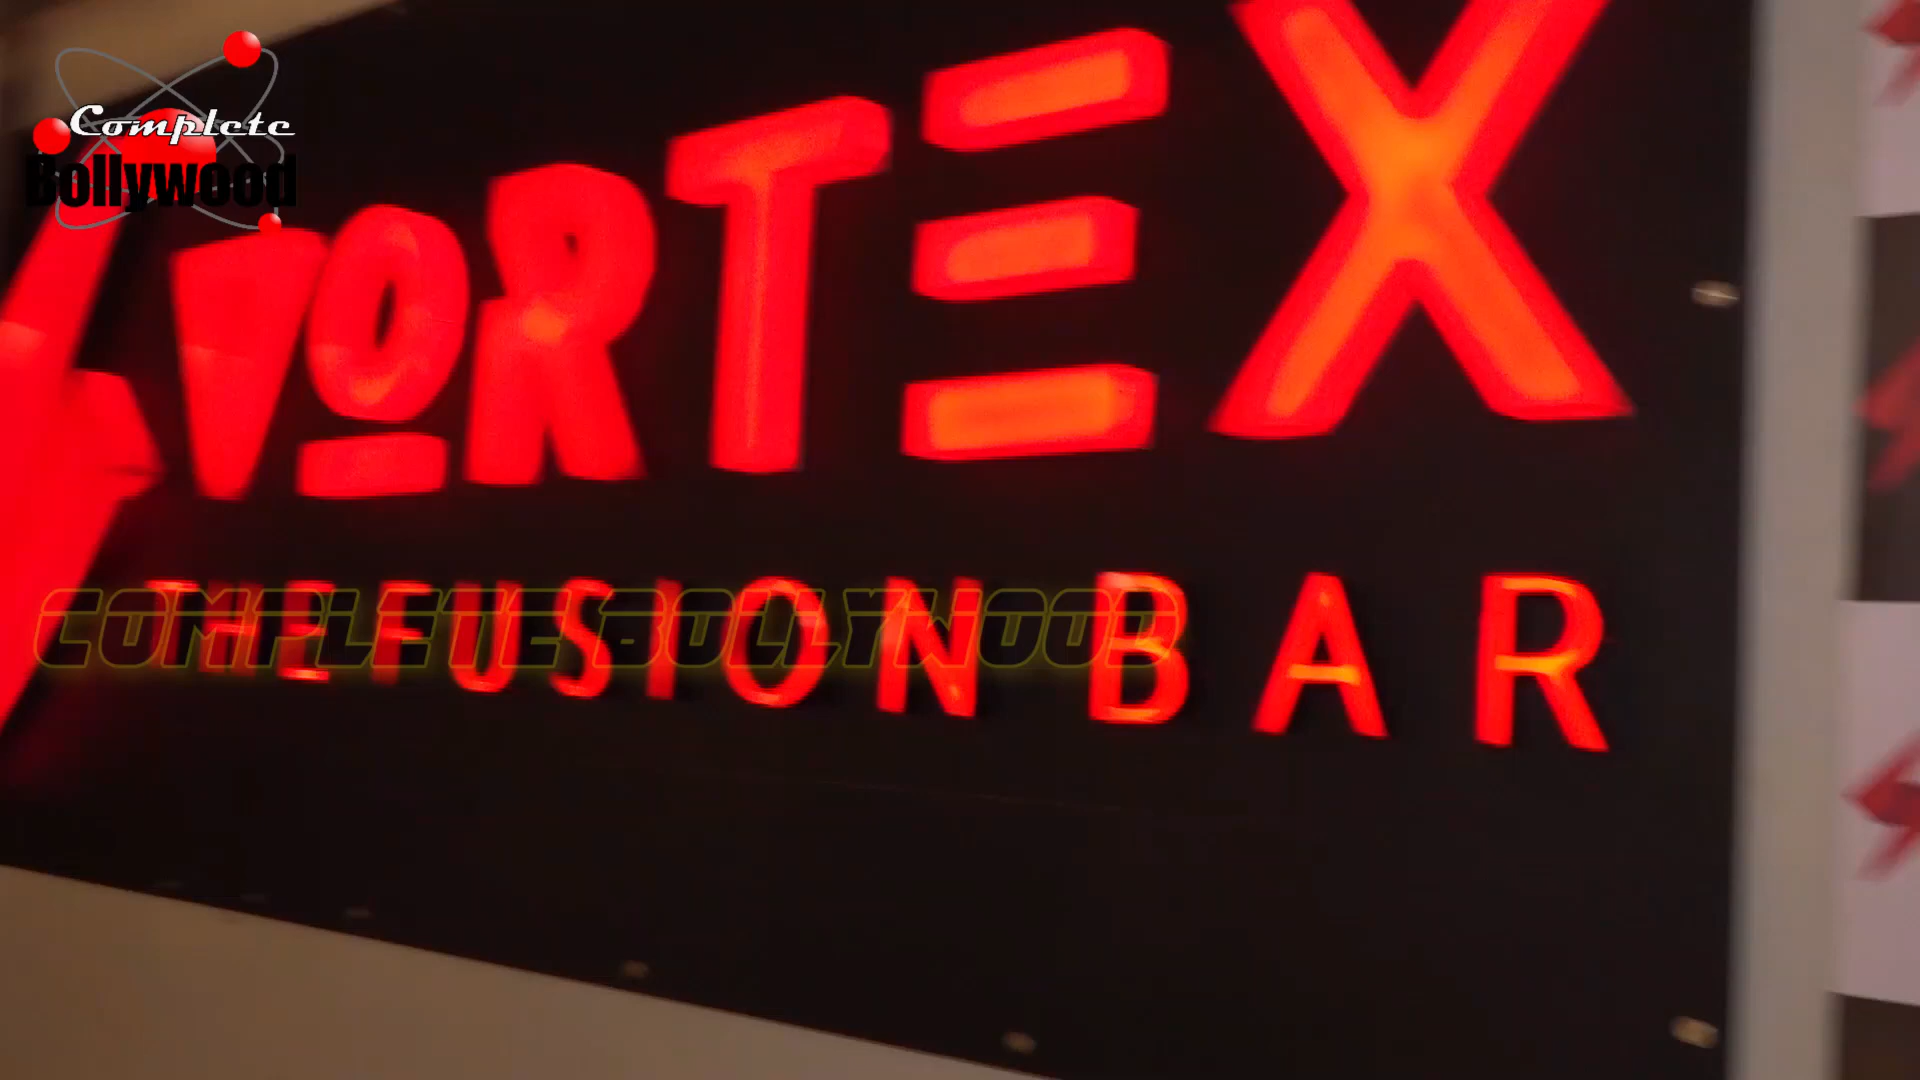 Complete
Bollywood
VORTEX
THE FUSION BAR
COMPLETE BOLLYWOOD